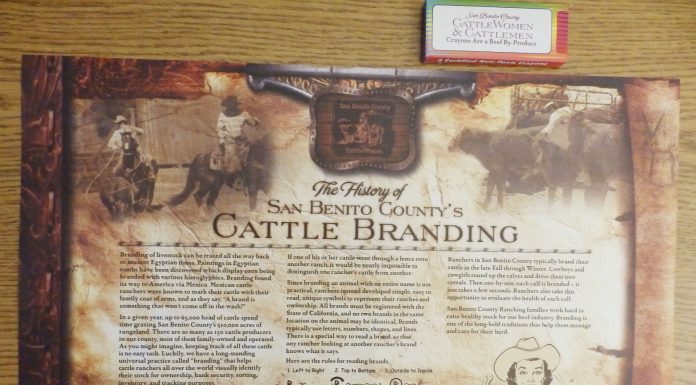 San Benito County
CATTLEWOMEN
& CATTLEMEN
Crayons Are a Beef By-Product
4 Certified Non-Toxic Crayons
San Benito County
CattleWomen
The History of
SAN BENITO COUNTY'S
CATTLE BRANDING
Branding of livestock can be traced all the way back
to ancient Egyptian times. Paintings in Egyptian
tombs have been discovered which display oxen being
branded with various hieroglyphics. Branding found
its way to America via Mexico. Mexican cattle
ranchers were known to mark their cattle with their
family coat of arms, and as they say, "A brand is
something that won't come off in the wash!"
In a given year, up to 65,000 head of cattle spend
time grazing San Benito County's 510,000 acres of
rangeland. There are as many as 150 cattle producers
in our county, most of them family-owned and operated.
As you might imagine, keeping track of all these cattle
is no easy task. Luckily, we have a long-standing
universal practice called "branding" that helps
cattle ranchers all over the world visually identify
their stock for ownership, bank security, sorting,
inventory, and tracking purposes.
If one of his or her cattle went through a fence onto
another ranch, it would be nearly impossible to
distinguish one rancher's cattle from another.
Since branding an animal with an entire name is not
practical, ranchers instead developed simple, easy to
read, unique symbols to represent their ranches and
ownership. All brands must be registered with the
State of California, and no two brands in the same
location on the animal may be identical. Brands
typically use letters, numbers, shapes, and lines.
There is a special way to read a brand, so that
any rancher looking at another rancher's brand
knows what it says.
Here are the rules for reading brands.
1. Left to Right 2. Top to Bottom 3. Outside to Inside
Ranchers in San Benito County typically brand their
cattle in the late Fall through Winter. Cowboys and
cowgirls round up the calves and drive them into
corrals. Then one-by-one, each calf is branded – it
just takes a few seconds. Ranchers also take this
opportunity to evaluate the health of each calf.
San Benito County Ranching families work hard to
raise healthy stock for our beef industry. Branding is
one of the long-held traditions that help them manage
and care for their herd.